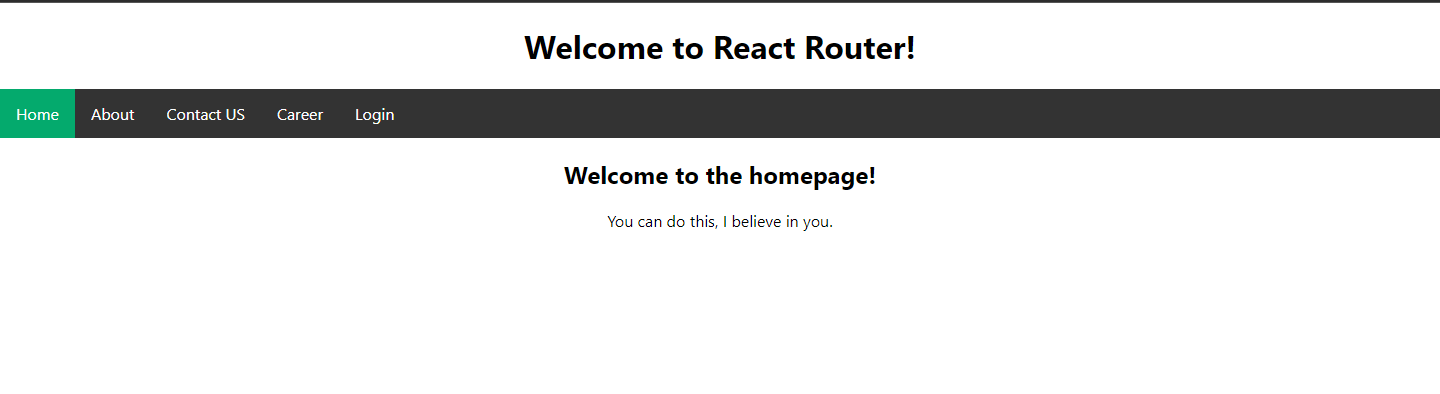 Welcome to React Router!
Home About Contact US Career Login
Welcome to the homepage!
You can do this, I believe in you.